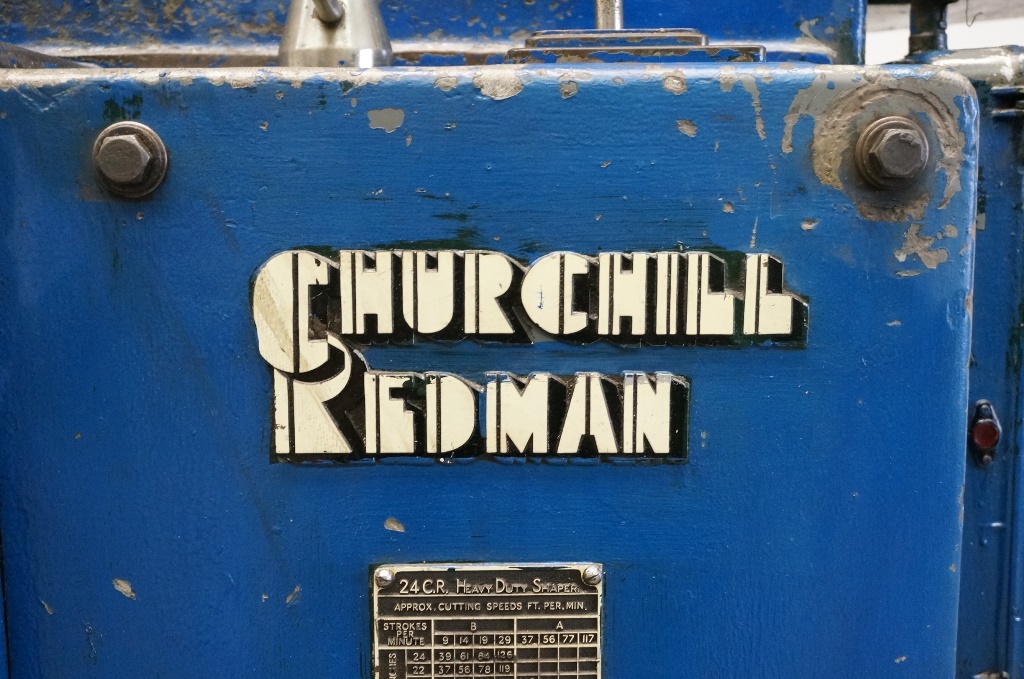 CHURCHILL
REDMAN
24 C.R. HEAVY DUTY SHAPER
APPROX. CUTTING SPEEDS FT. PER. MIN.
STROKES PER MINUTE B A
9 14 19 29 37 56 77 117
24 39 61 84 126
22 37 56 78 119